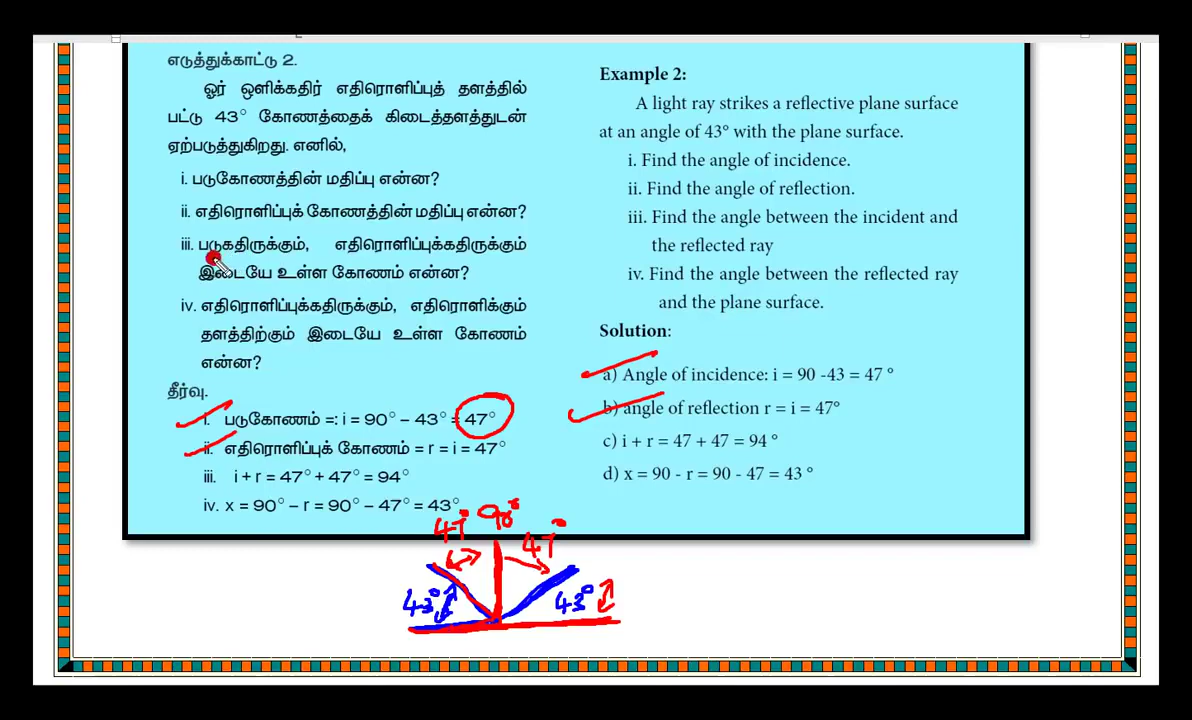 எடுத்துக்காட்டு 2.
ஓர் ஒளிக்கதிர் எதிரொளிப்புத் தளத்தில்
பட்டு 43° கோணத்தைக் கிடைத்தளத்துடன்
ஏற்படுத்துகிறது. எனில்,
i. படுகோணத்தின் மதிப்பு என்ன?
ii. எதிரொளிப்புக் கோணத்தின் மதிப்பு என்ன?
iii. படுகதிருக்கும், எதிரொளிப்புக்கதிருக்கும்
இடையே உள்ள கோணம் என்ன?
iv. எதிரொளிப்புக்கதிருக்கும், எதிரொளிக்கும்
தளத்திற்கும் இடையே உள்ள கோணம்
என்ன?
தீர்வு.
i. படுகோணம் =: i = 90° – 43° = 47°
ii. எதிரொளிப்புக் கோணம் = r = i = 47°
iii. i + r = 47° + 47° = 94°
iv. x = 90° – r = 90° – 47° = 43°
Example 2:
A light ray strikes a reflective plane surface
at an angle of 43° with the plane surface.
i. Find the angle of incidence.
ii. Find the angle of reflection.
iii. Find the angle between the incident and
the reflected ray
iv. Find the angle between the reflected ray
and the plane surface.
Solution:
a) Angle of incidence: i = 90 -43 = 47 °
b) angle of reflection r = i = 47°
c) i + r = 47 + 47 = 94 °
d) x = 90 - r = 90 - 47 = 43 °
47° 90° 47°
43° 43°